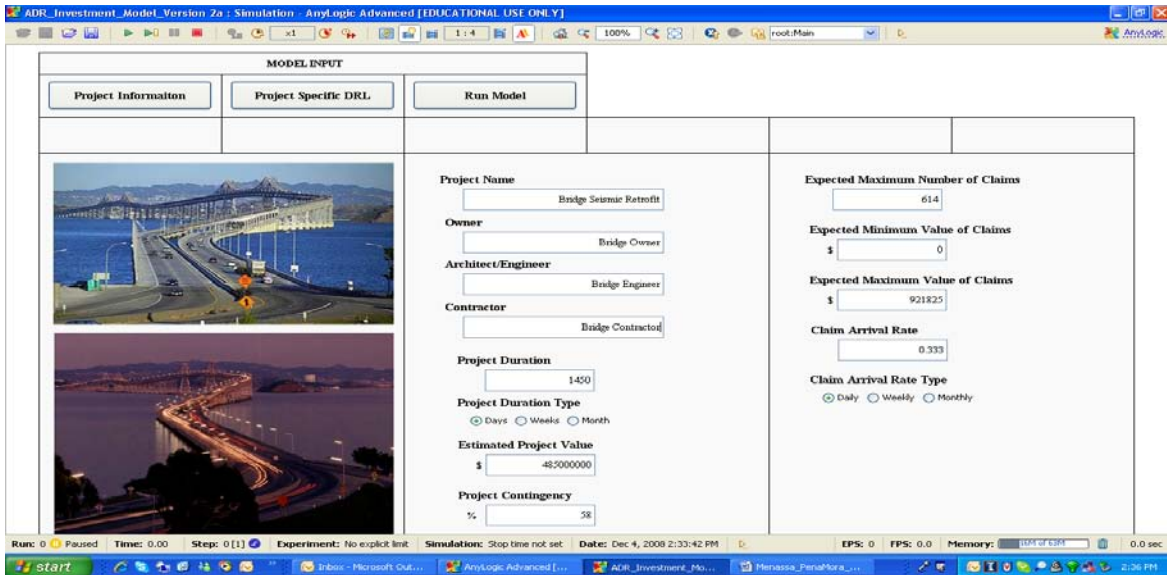 ADR_Investment_Model_Version 2a : Simulation - AnyLogic Advanced [EDUCATIONAL USE ONLY]
x1 1:4 100% root:Main AnyLogic
MODEL INPUT
Project Informaiton Project Specific DRL Run Model
Project Name
Bridge Seismic Retrofit
Owner
Bridge Owner
Architect/Engineer
Bridge Engineer
Contractor
Bridge Contractor
Project Duration
1450
Project Duration Type
Days Weeks Month
Estimated Project Value
$ 485000000
Project Contingency
% 58
Expected Maximum Number of Claims
614
Expected Minimum Value of Claims
$ 0
Expected Maximum Value of Claims
$ 921825
Claim Arrival Rate
0.333
Claim Arrival Rate Type
Daily Weekly Monthly
Run: 0 Paused Time: 0.00 Step: 0 [1] Experiment: No explicit limit Simulation: Stop time not set Date: Dec 4, 2008 2:33:42 PM EPS: 0 FPS: 0.0 Memory: of 63M 0.0 sec
start Inbox - Microsoft Out... AnyLogic Advanced [... ADR_Investment_Mo... Menassa_PenaMora_... 2:36 PM